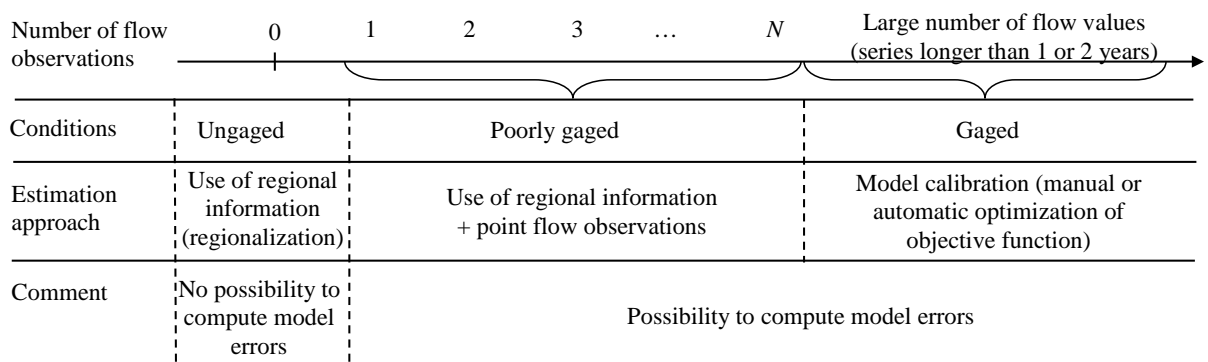 Number of flow
observations
0
1
2
3
…
N
Large number of flow values
(series longer than 1 or 2 years)
Conditions
Ungaged
Poorly gaged
Gaged
Estimation
approach
Use of regional
information
(regionalization)
Use of regional information
+ point flow observations
Model calibration (manual or
automatic optimization of
objective function)
Comment
No possibility to
compute model
errors
Possibility to compute model errors